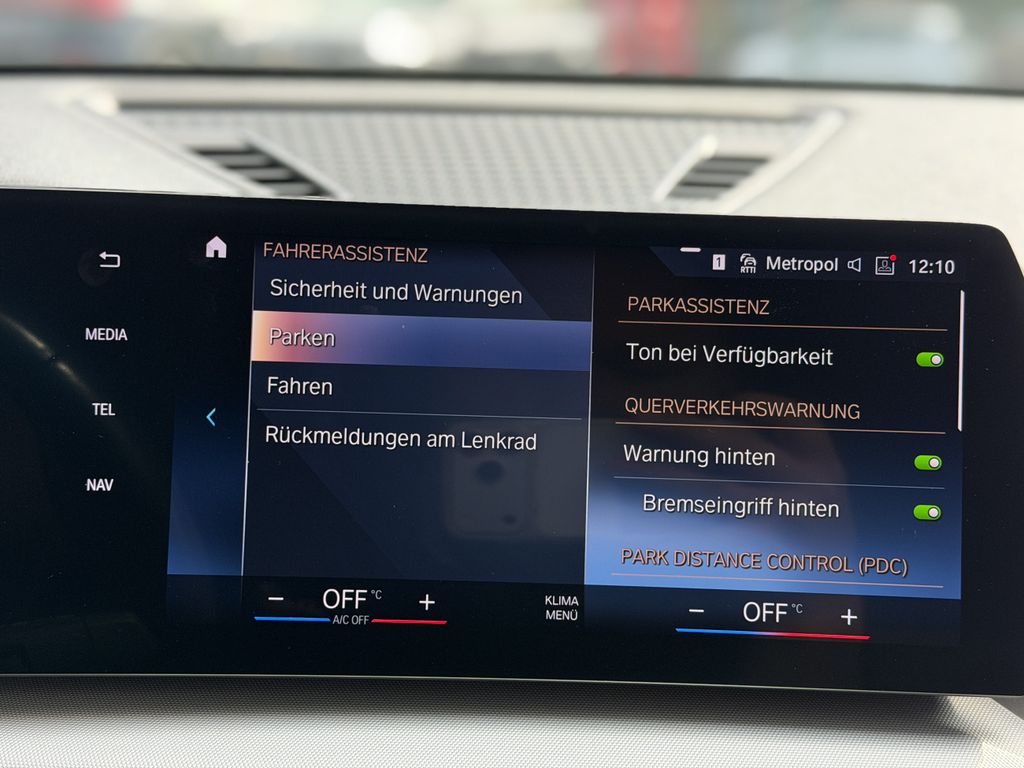 MEDIA
TEL
NAV
FAHRERASSISTENZ
Sicherheit und Warnungen
Parken
Fahren
Rückmeldungen am Lenkrad
1
RTTI
Metropol
12:10
PARKASSISTENZ
Ton bei Verfügbarkeit
QUERVERKEHRSWARNUNG
Warnung hinten
Bremseingriff hinten
PARK DISTANCE CONTROL (PDC)
− OFF °C +
A/C OFF
KLIMA
MENÜ
− OFF °C +